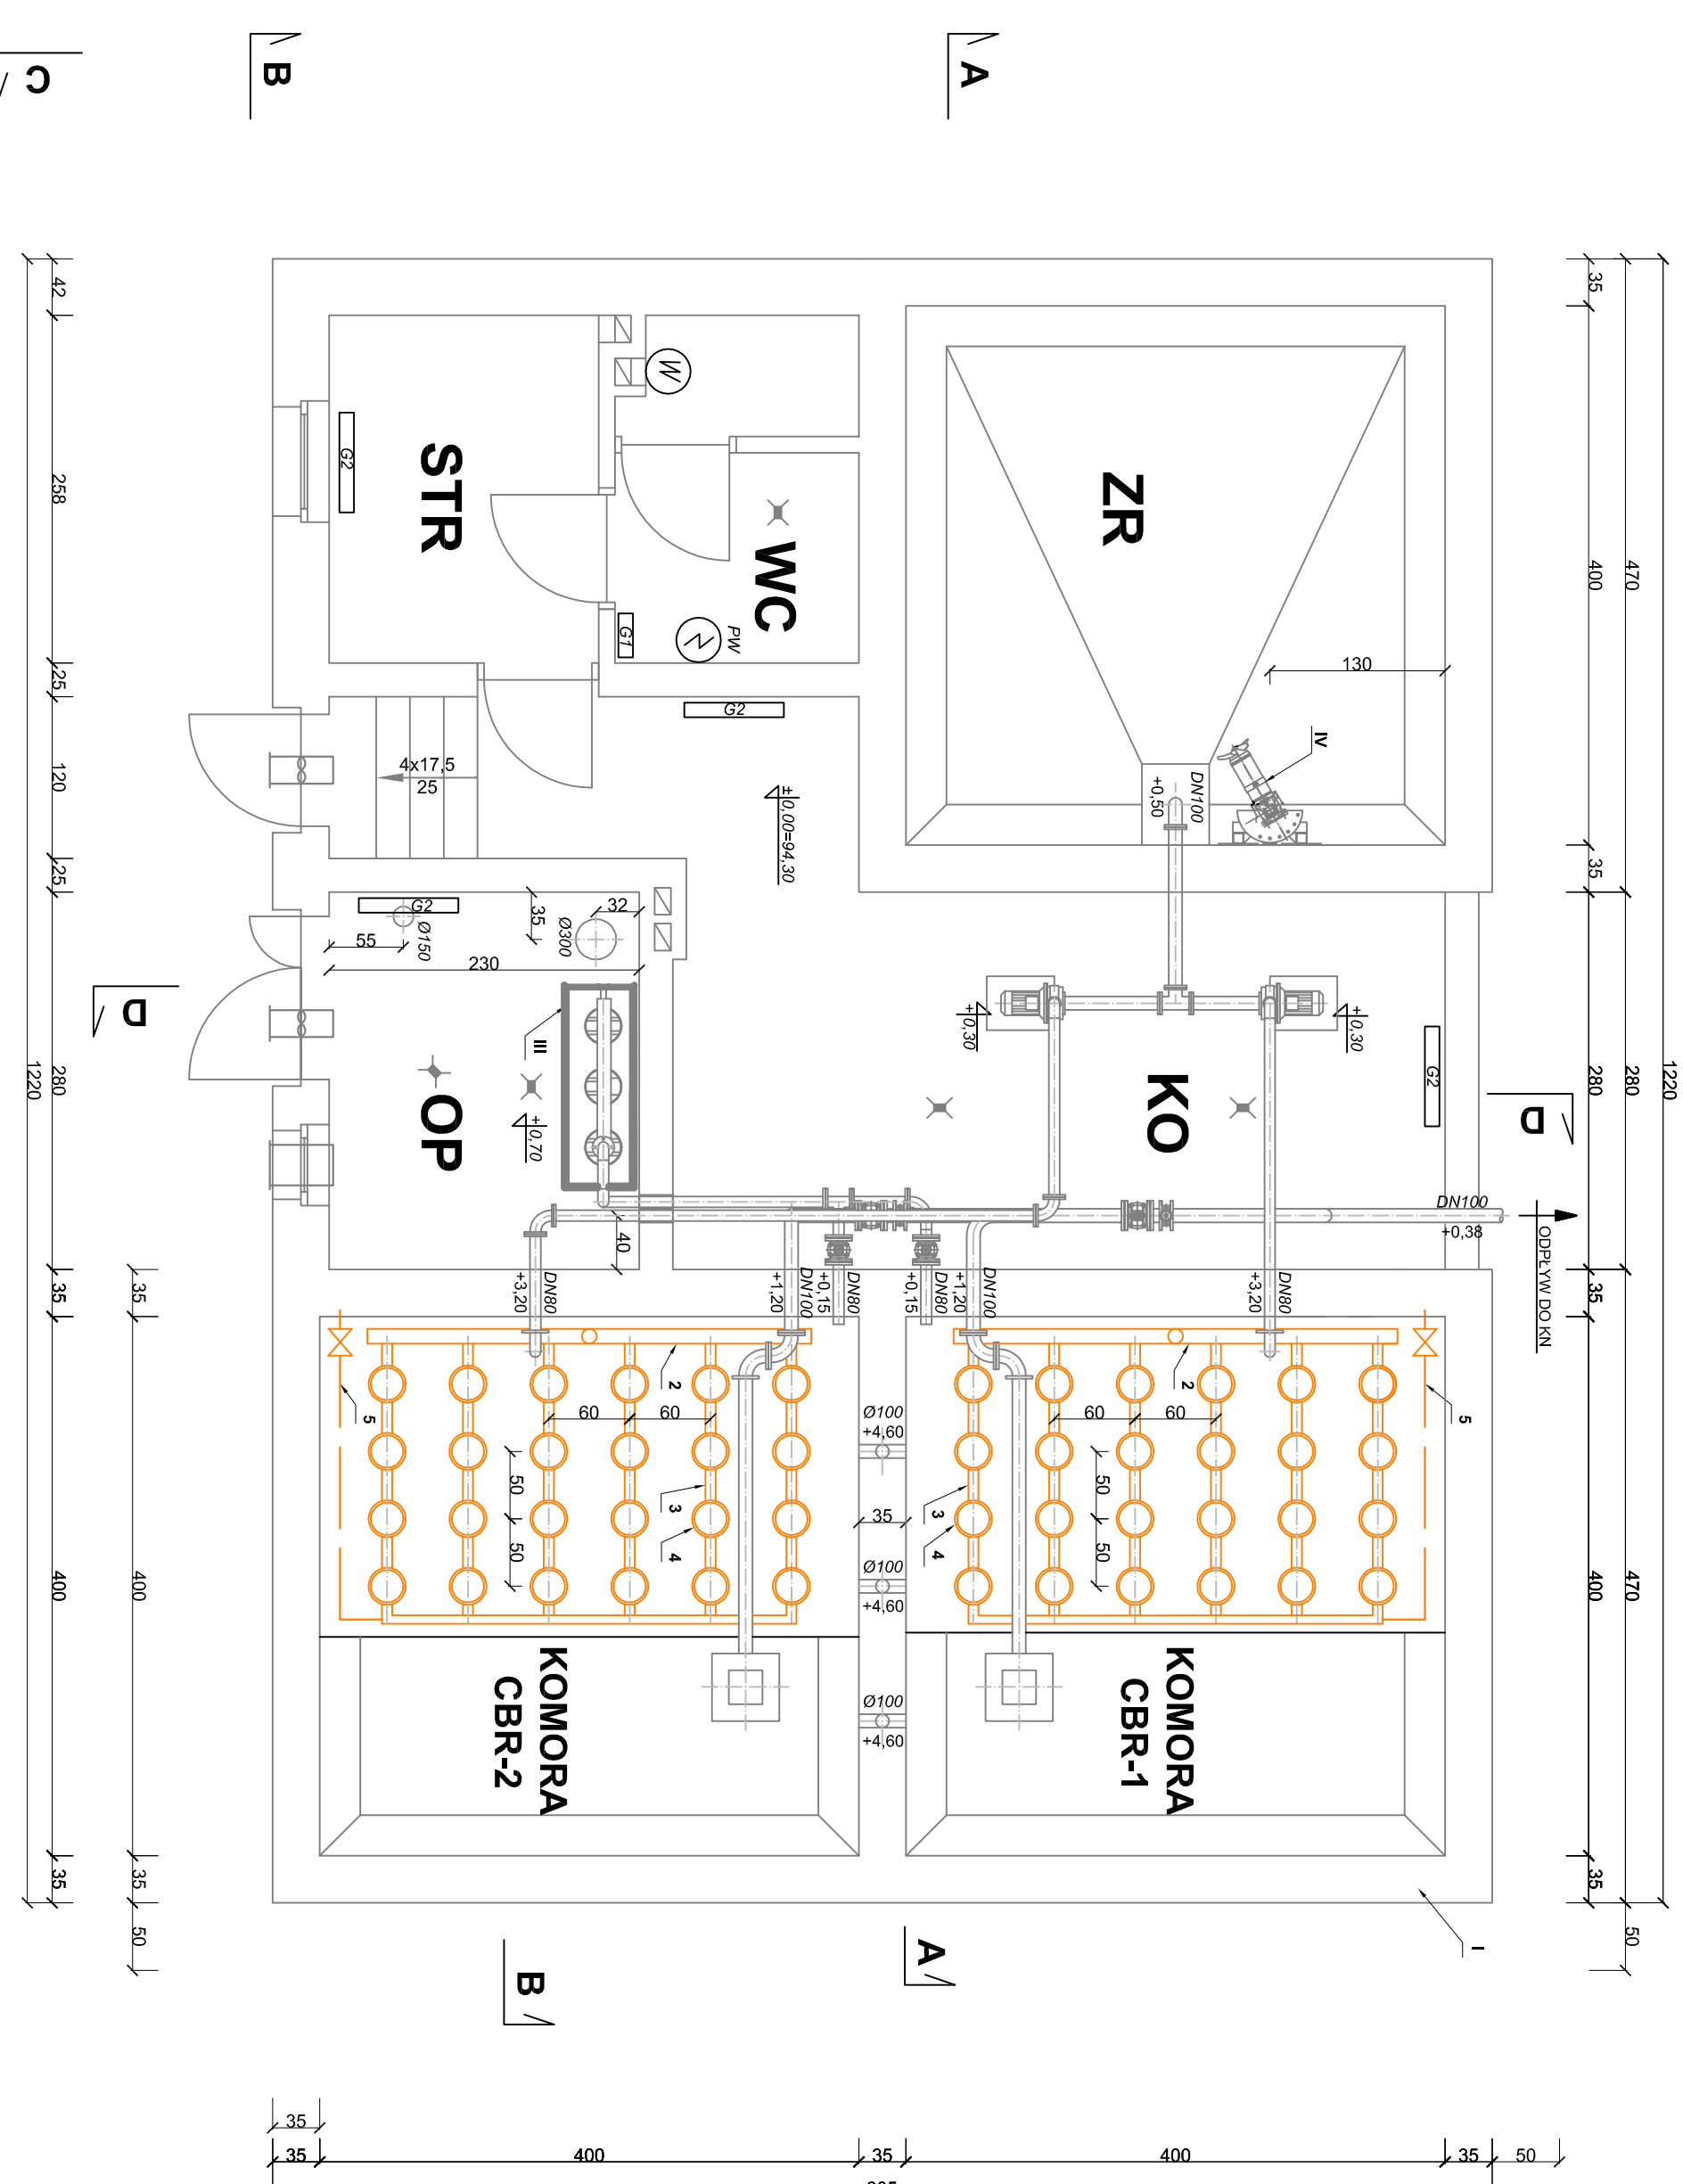 C
B
A
STR
WC
ZR
KO
OP
W
PW
G2
G1
G2
G2
G2
IV
130
DN100
+0,50
±0,00=94,30
4x17,5
25
35
32
Ø300
Ø150
55
230
III
+0,70
+0,30
+0,30
D
D
DN100
+0,38
ODPŁYW DO KN
40
DN80
+3,20
DN100
+1,20
DN80
+0,15
DN80
+0,15
DN100
+1,20
DN80
+3,20
2
2
5
5
60
60
60
60
50
50
50
50
3
4
3
4
Ø100
+4,60
35
Ø100
+4,60
Ø100
+4,60
KOMORA
CBR-2
KOMORA
CBR-1
I
A
B
42
258
25
120
25
280
35
400
35
1220
35
400
35
50
35
400
35
280
35
400
35
470
280
470
50
1220
35
35
400
35
400
35
50